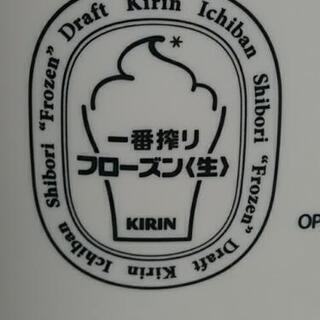 Shibori "Frozen" Draft Kirin Ichiban Shibori "Frozen" Draft Kirin Ichiban
一番搾り
フローズン〈生〉
KIRIN
OP